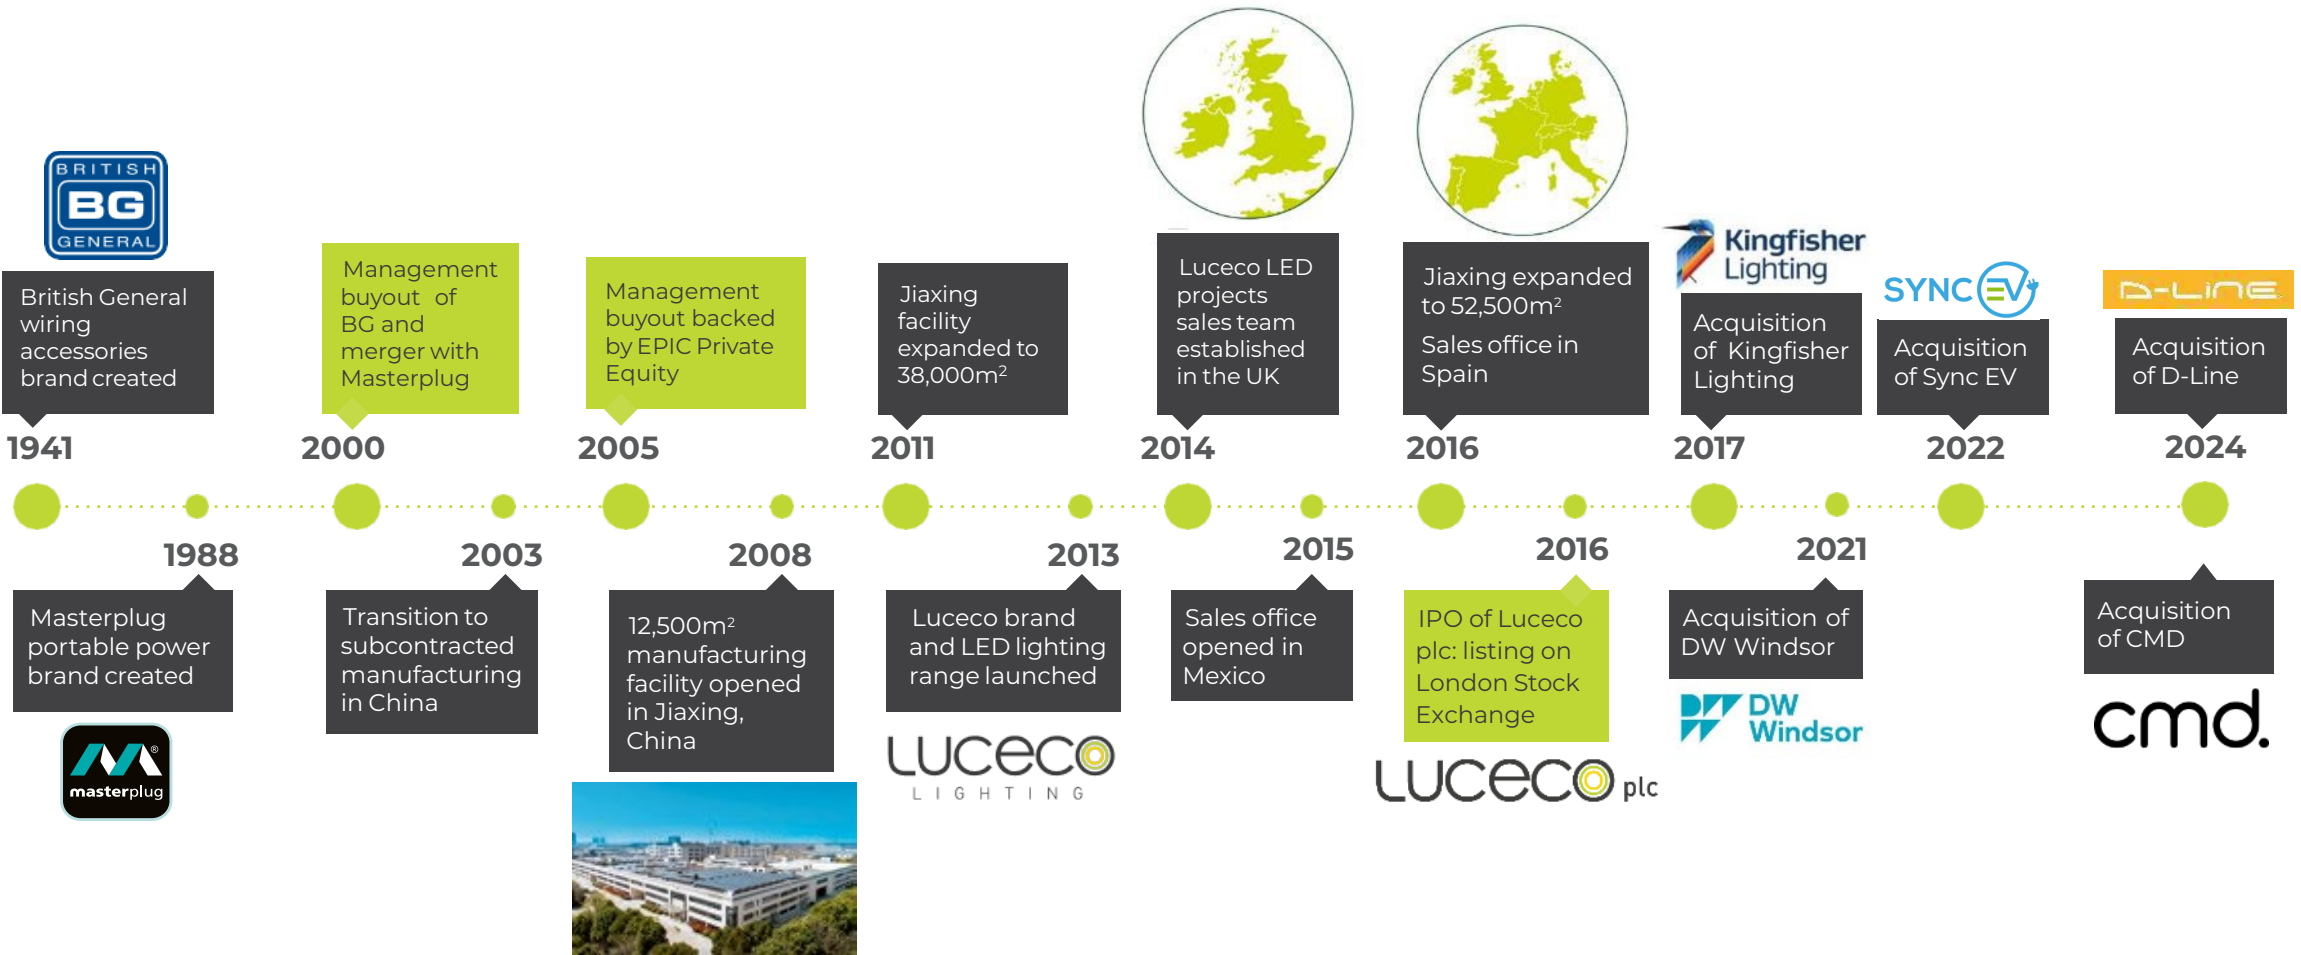 BRITISH
BG
GENERAL
British General
wiring
accessories
brand created
1941
Management
buyout of
BG and
merger with
Masterplug
2000
Management
buyout backed
by EPIC Private
Equity
2005
Jiaxing
facility
expanded to
38,000m²
2011
Luceco LED
projects
sales team
established
in the UK
2014
Jiaxing expanded
to 52,500m²
Sales office in
Spain
2016
Kingfisher
Lighting
Acquisition
of Kingfisher
Lighting
2017
SYNC EV
Acquisition
of Sync EV
2022
D-LINE
Acquisition
of D-Line
2024
1988
Masterplug
portable power
brand created
®
masterplug
2003
Transition to
subcontracted
manufacturing
in China
2008
12,500m²
manufacturing
facility opened
in Jiaxing,
China
2013
Luceco brand
and LED lighting
range launched
LUCECO
LIGHTING
2015
Sales office
opened in
Mexico
2016
IPO of Luceco
plc: listing on
London Stock
Exchange
LUCECO plc
2021
Acquisition of
DW Windsor
DW
Windsor
Acquisition
of CMD
cmd.